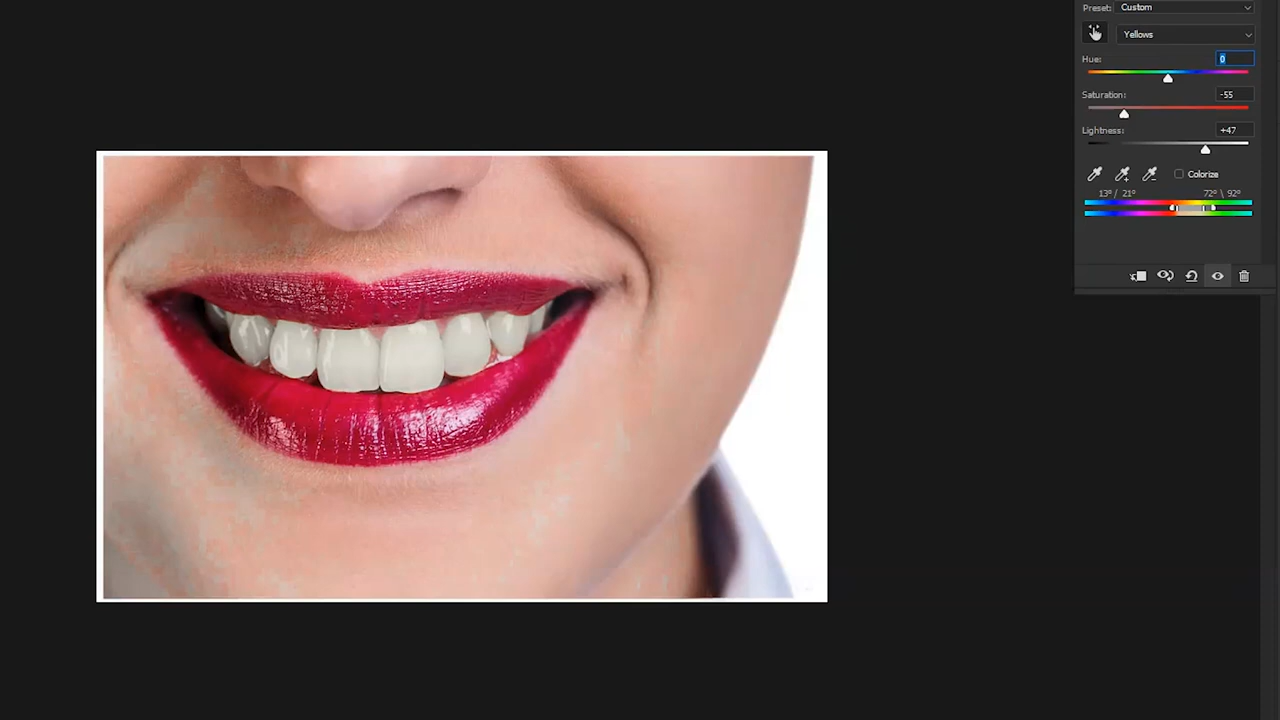 Preset: Custom
Yellows
Hue: 0
Saturation: -55
Lightness: +47
Colorize
13°/ 21° 72°\ 92°